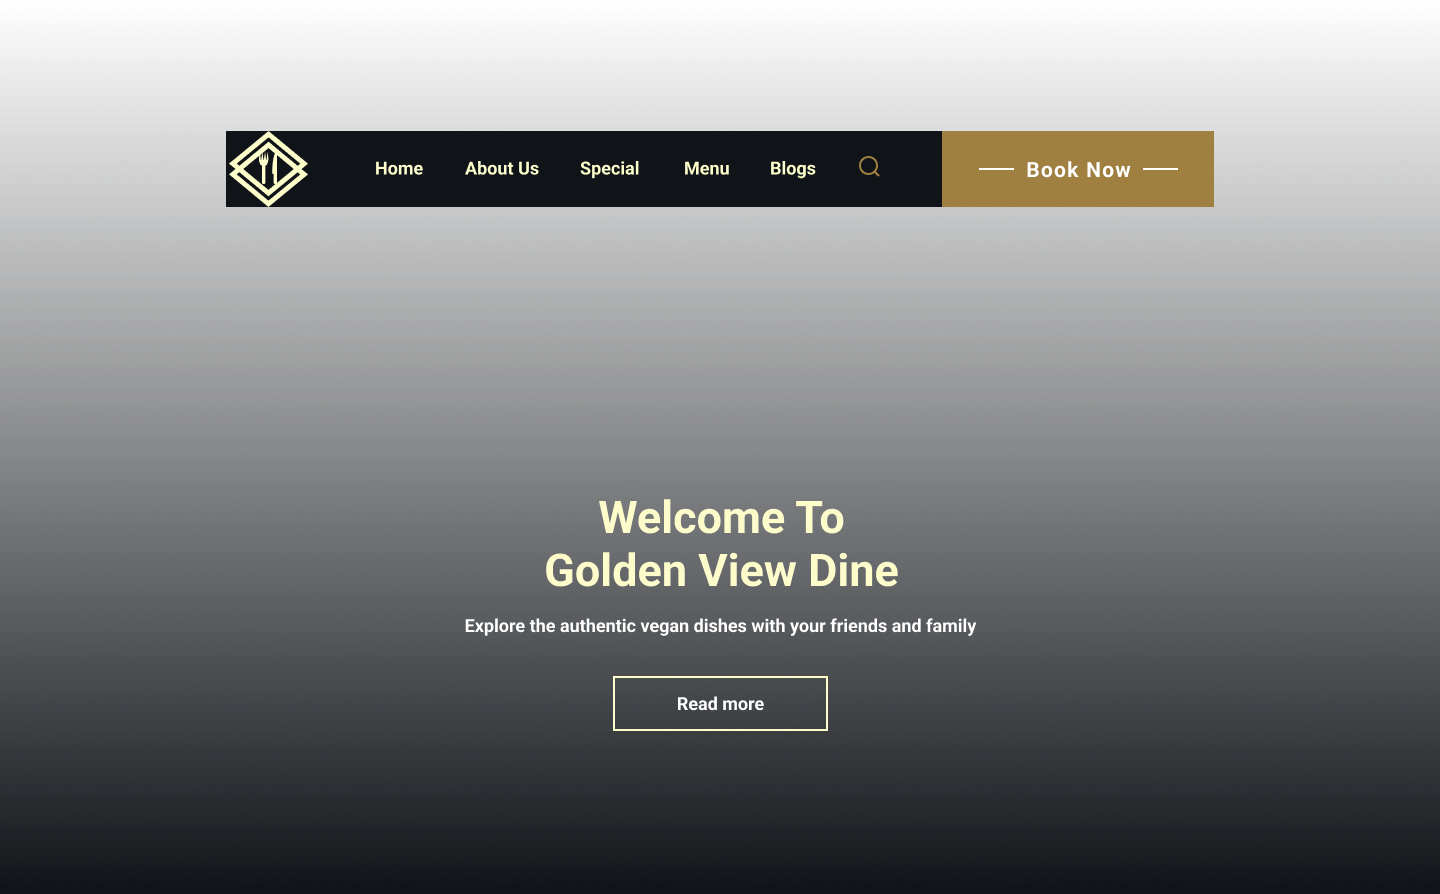 Home About Us Special Menu Blogs Book Now
Welcome To
Golden View Dine
Explore the authentic vegan dishes with your friends and family
Read more